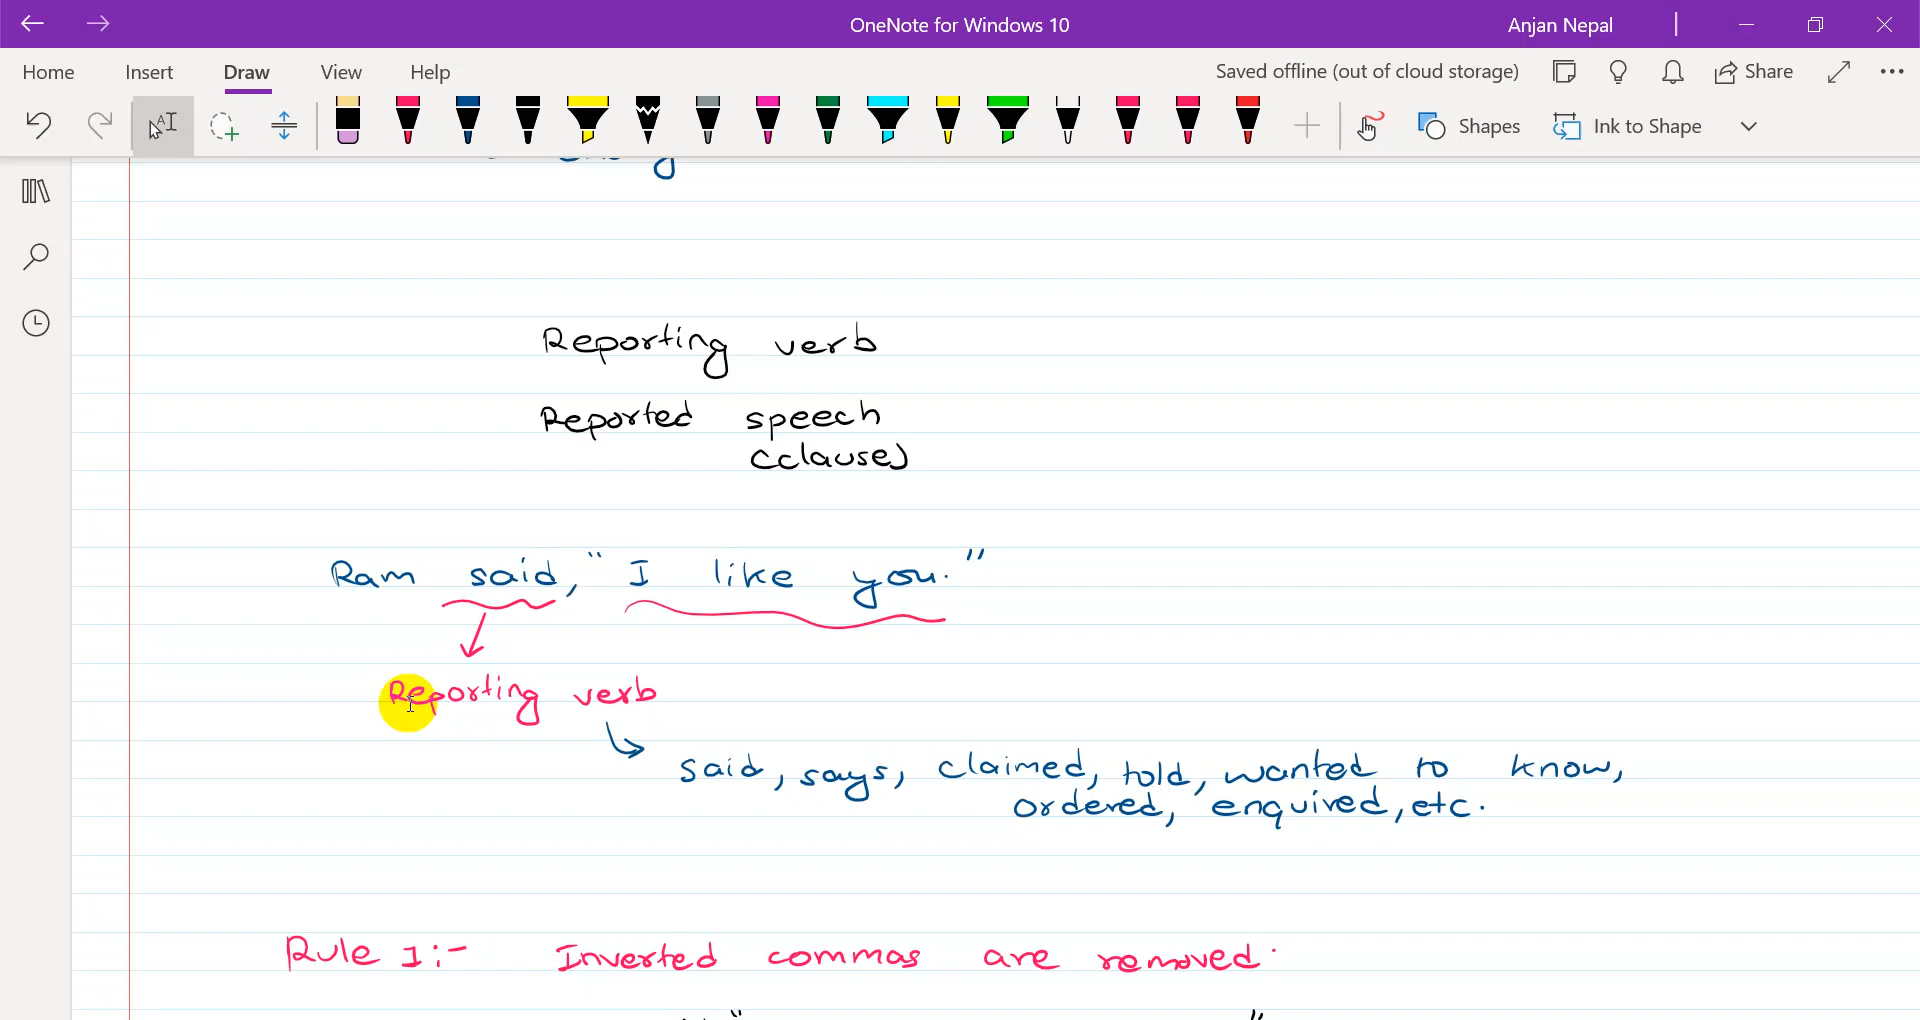 OneNote for Windows 10
Anjan Nepal
Home Insert Draw View Help
Saved offline (out of cloud storage)
Share
Shapes
Ink to Shape
Reporting verb
Reported speech
(clause)
Ram said, "I like you."
Reporting verb
said, says, claimed, told, wanted to know,
ordered, enquired, etc.
Rule 1:- Inverted commas are removed.